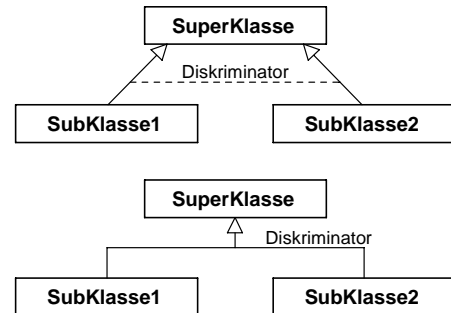 SuperKlasse
Diskriminator
SubKlasse1 SubKlasse2
SuperKlasse
Diskriminator
SubKlasse1 SubKlasse2